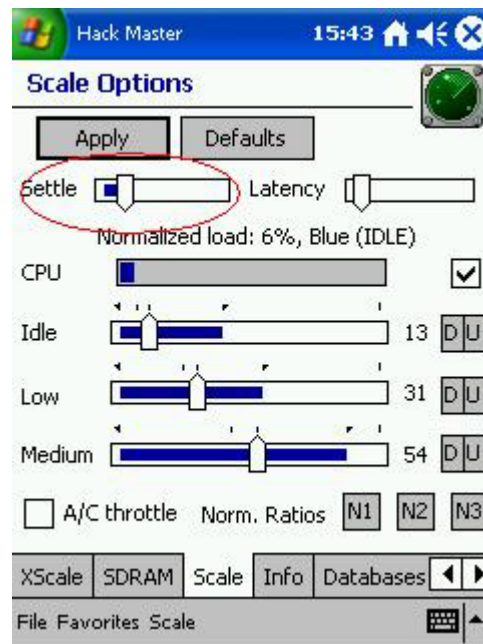 Hack Master 15:43
Scale Options
Apply Defaults
Settle Latency
Normalized load: 6%, Blue (IDLE)
CPU
Idle 13 D U
Low 31 D U
Medium 54 D U
A/C throttle Norm. Ratios N1 N2 N3
XScale SDRAM Scale Info Databases
File Favorites Scale